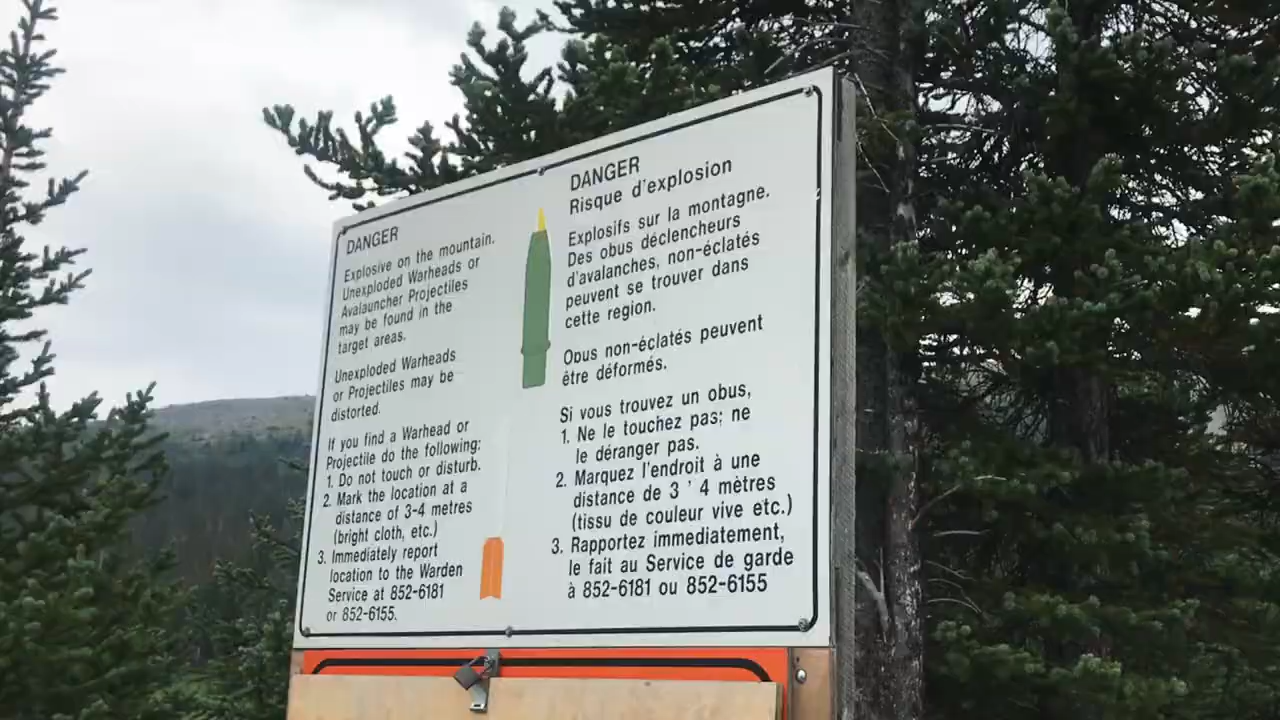 DANGER
Explosive on the mountain.
Unexploded Warheads or
Avalauncher Projectiles
may be found in the
target areas.
Unexploded Warheads
or Projectiles may be
distorted.
If you find a Warhead or
Projectile do the following:
1. Do not touch or disturb.
2. Mark the location at a
distance of 3-4 metres
(bright cloth, etc.)
3. Immediately report
location to the Warden
Service at 852-6181
or 852-6155.
DANGER
Risque d'explosion
Explosifs sur la montagne.
Des obus déclencheurs
d'avalanches, non-éclatés
peuvent se trouver dans
cette region.
Opus non-éclatés peuvent
être déformés.
Si vous trouvez un obus,
1. Ne le touchez pas; ne
le déranger pas.
2. Marquez l'endroit à une
distance de 3 ' 4 mètres
(tissu de couleur vive etc.)
3. Rapportez immediatement,
le fait au Service de garde
à 852-6181 ou 852-6155